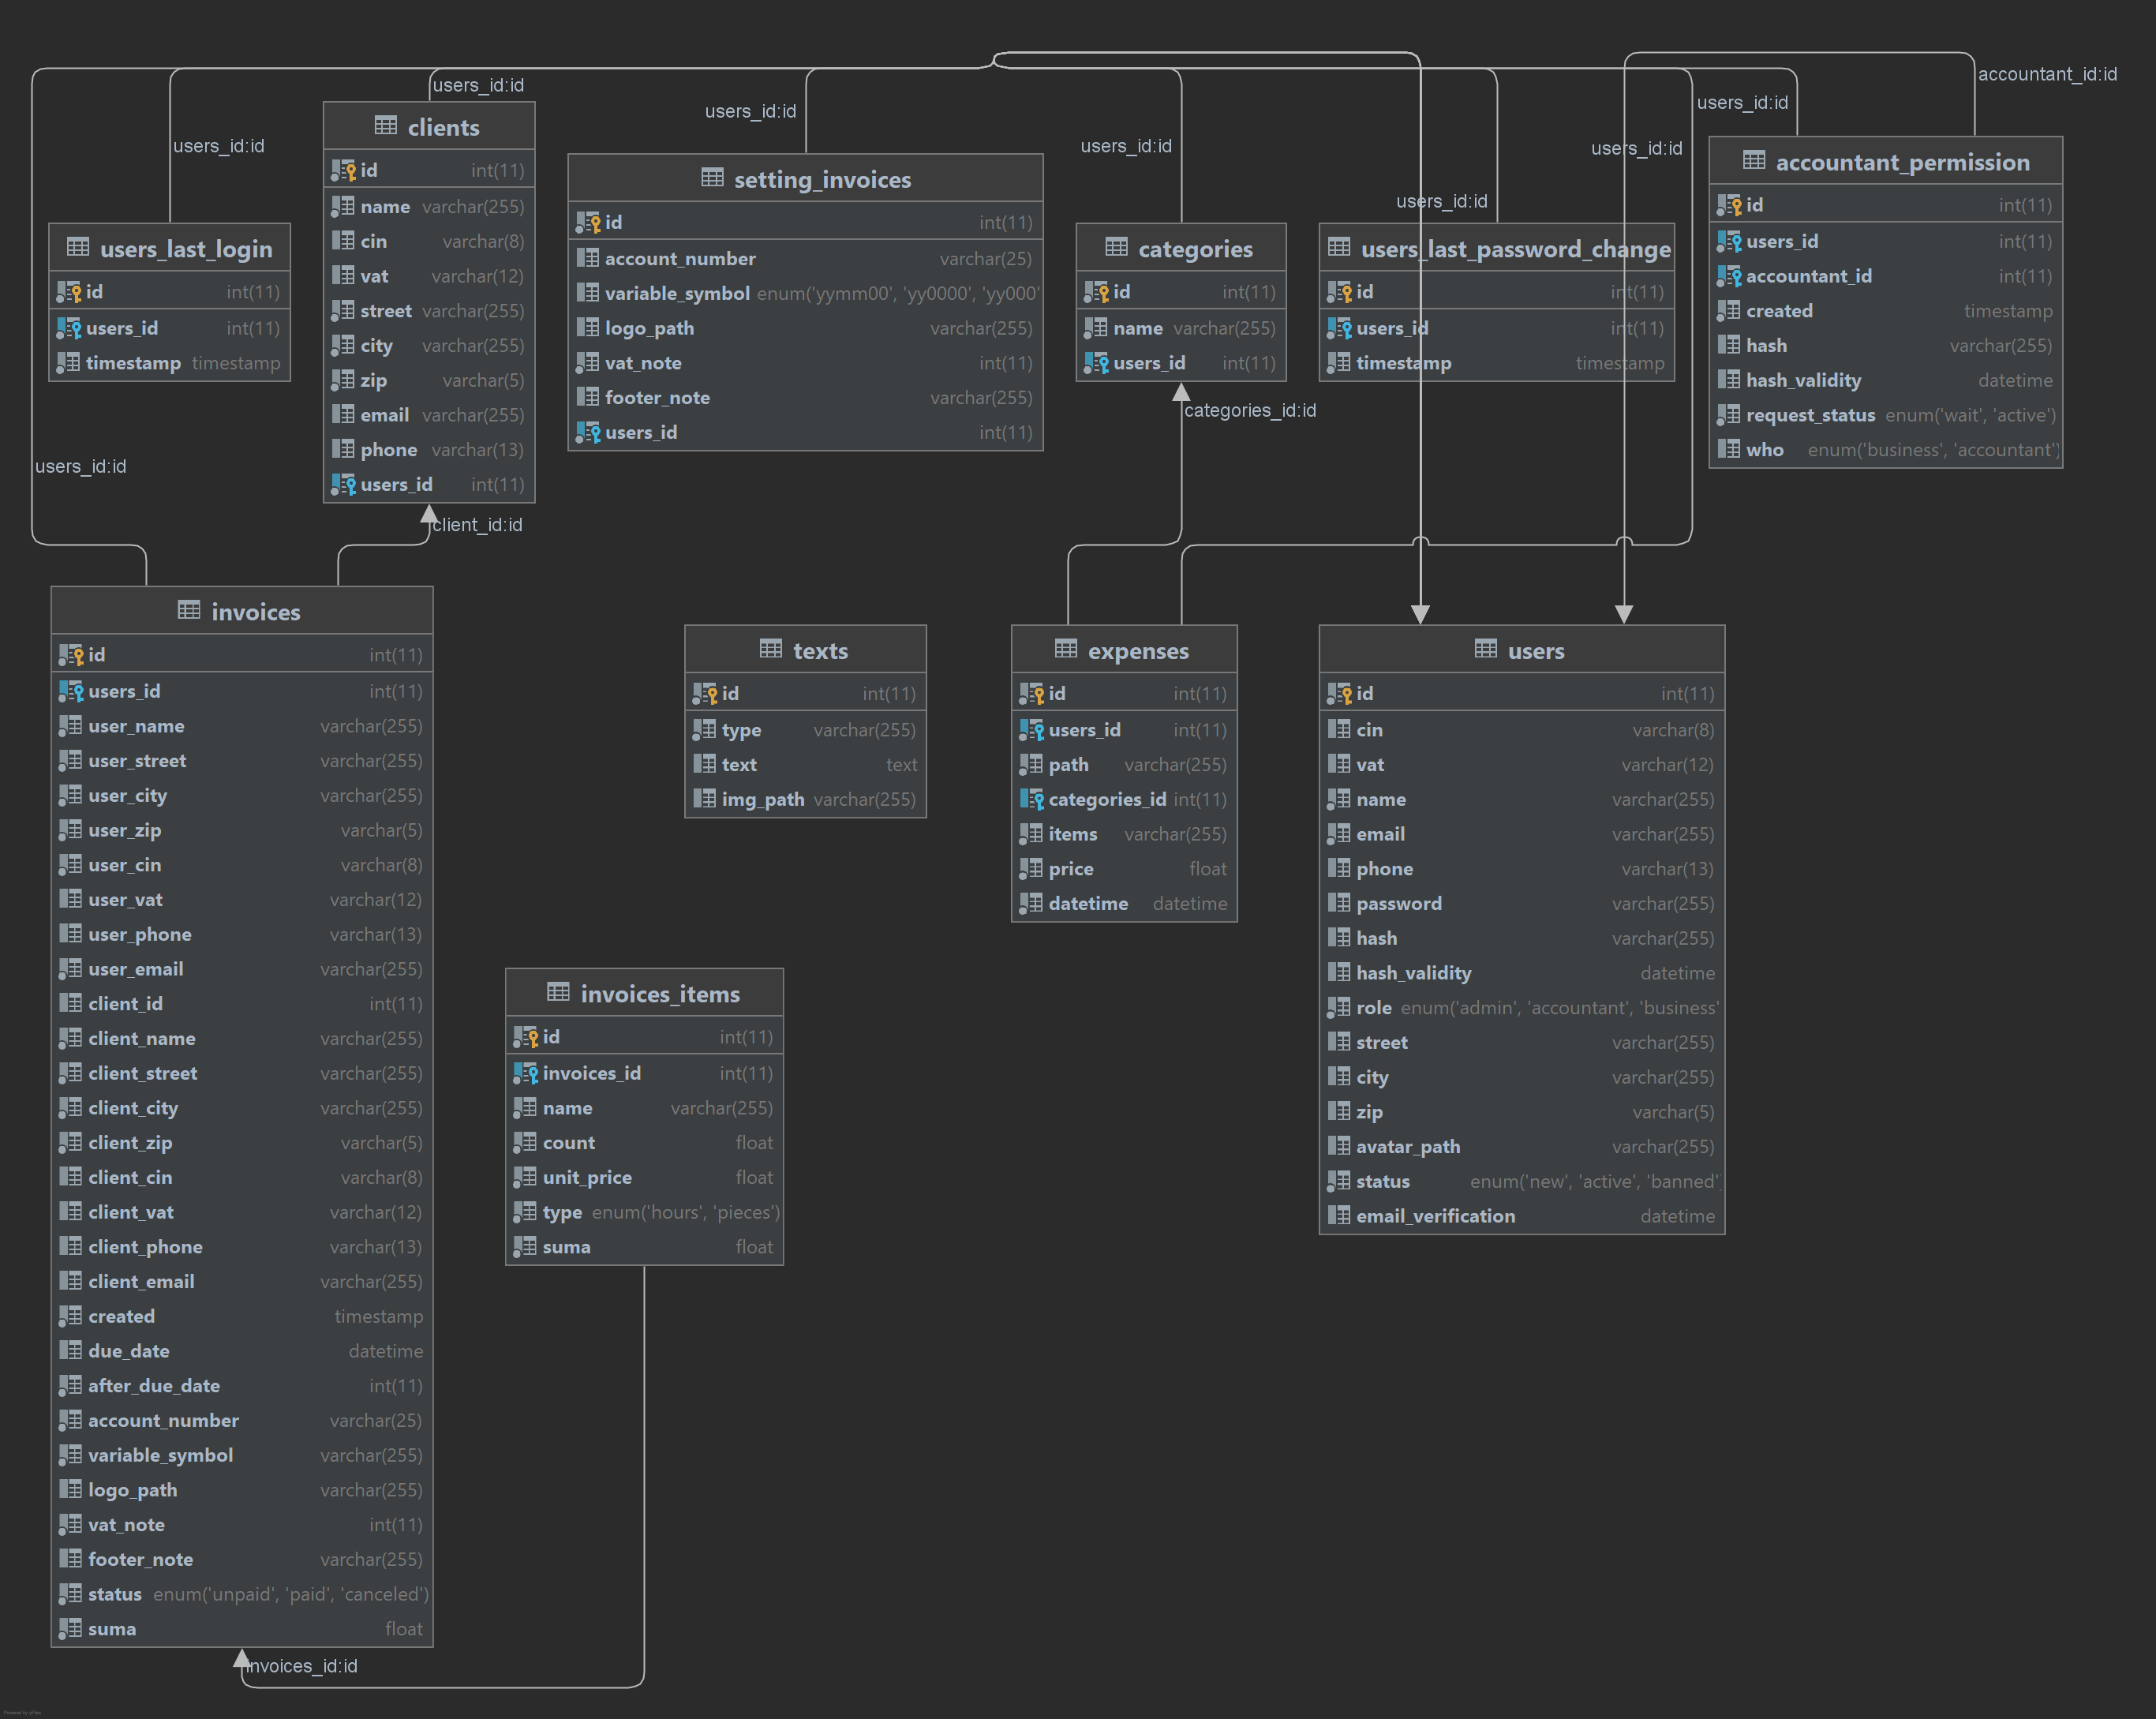 users_id:id
accountant_id:id
users_id:id
users_id:id
users_id:id
users_id:id
users_id:id
users_id:id
users_id:id
categories_id:id
users_id:id
client_id:id
invoices_id:id
clients
id int(11)
name varchar(255)
cin varchar(8)
vat varchar(12)
street varchar(255)
city varchar(255)
zip varchar(5)
email varchar(255)
phone varchar(13)
users_id int(11)
setting_invoices
id int(11)
account_number varchar(25)
variable_symbol enum('yymm00', 'yy0000', 'yy000'
logo_path varchar(255)
vat_note int(11)
footer_note varchar(255)
users_id int(11)
accountant_permission
id int(11)
users_id int(11)
accountant_id int(11)
created timestamp
hash varchar(255)
hash_validity datetime
request_status enum('wait', 'active')
who enum('business', 'accountant')
users_last_login
id int(11)
users_id int(11)
timestamp timestamp
categories
id int(11)
name varchar(255)
users_id int(11)
users_last_password_change
id int(11)
users_id int(11)
timestamp timestamp
invoices
id int(11)
users_id int(11)
user_name varchar(255)
user_street varchar(255)
user_city varchar(255)
user_zip varchar(5)
user_cin varchar(8)
user_vat varchar(12)
user_phone varchar(13)
user_email varchar(255)
client_id int(11)
client_name varchar(255)
client_street varchar(255)
client_city varchar(255)
client_zip varchar(5)
client_cin varchar(8)
client_vat varchar(12)
client_phone varchar(13)
client_email varchar(255)
created timestamp
due_date datetime
after_due_date int(11)
account_number varchar(25)
variable_symbol varchar(255)
logo_path varchar(255)
vat_note int(11)
footer_note varchar(255)
status enum('unpaid', 'paid', 'canceled')
suma float
texts
id int(11)
type varchar(255)
text text
img_path varchar(255)
expenses
id int(11)
users_id int(11)
path varchar(255)
categories_id int(11)
items varchar(255)
price float
datetime datetime
users
id int(11)
cin varchar(8)
vat varchar(12)
name varchar(255)
email varchar(255)
phone varchar(13)
password varchar(255)
hash varchar(255)
hash_validity datetime
role enum('admin', 'accountant', 'business'
street varchar(255)
city varchar(255)
zip varchar(5)
avatar_path varchar(255)
status enum('new', 'active', 'banned')
email_verification datetime
invoices_items
id int(11)
invoices_id int(11)
name varchar(255)
count float
unit_price float
type enum('hours', 'pieces')
suma float
Powered by yFiles